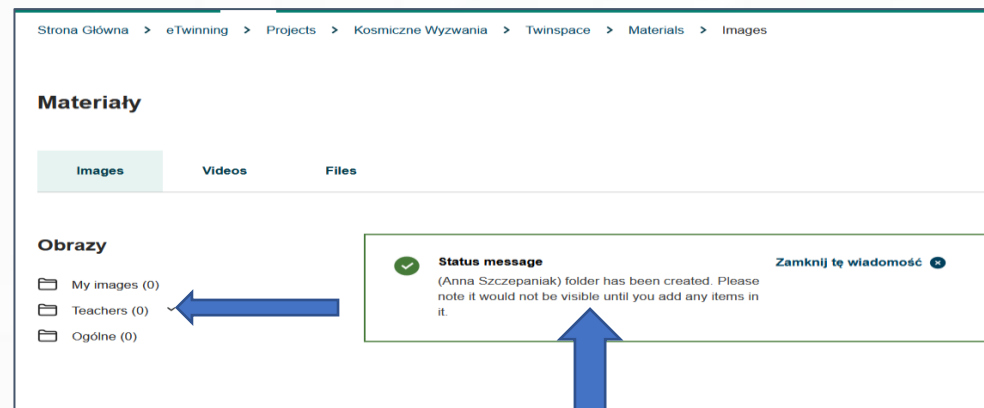 Strona Główna > eTwinning > Projects > Kosmiczne Wyzwania > Twinspace > Materials > Images
Materiały
Images Videos Files
Obrazy
My images (0)
Teachers (0)
Ogólne (0)
Status message
Zamknij tę wiadomość
(Anna Szczepaniak) folder has been created. Please
note it would not be visible until you add any items in
it.